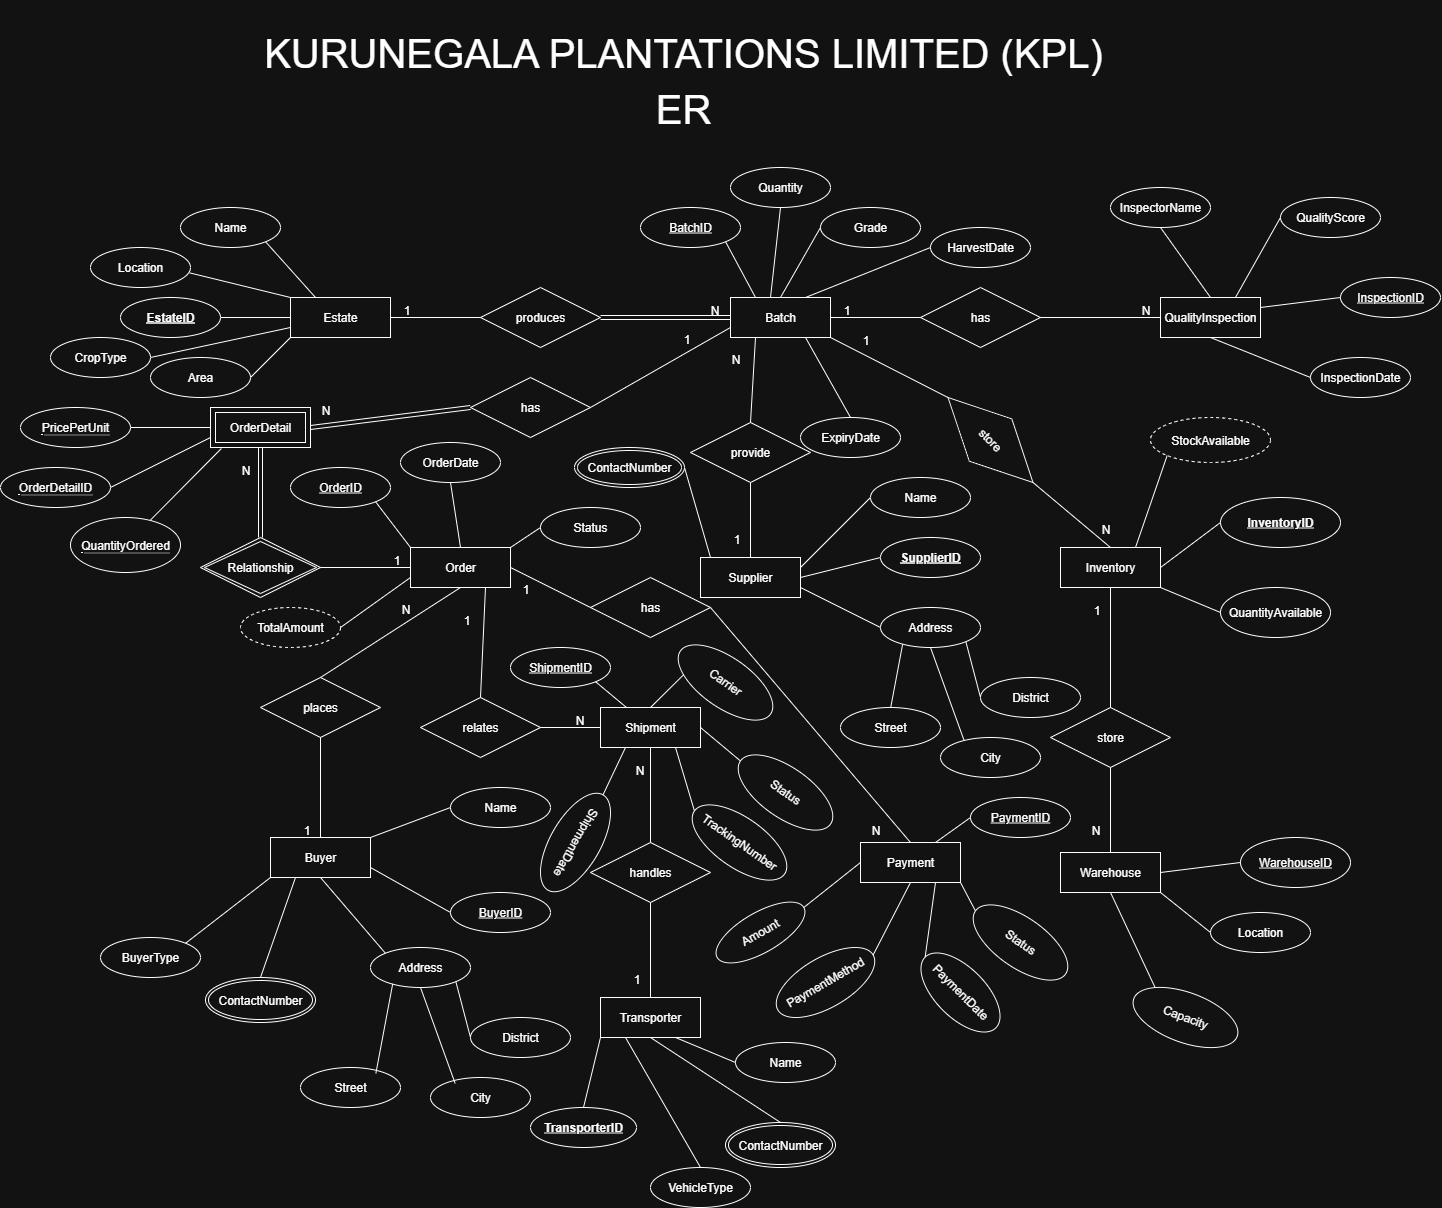 KURUNEGALA PLANTATIONS LIMITED (KPL)
ER
Quantity
Name
BatchID
Grade
InspectorName
QualityScore
Location
HarvestDate
InspectionID
EstateID
Estate
1
produces
N
Batch
1
has
N
QualityInspection
CropType
Area
1
N
1
InspectionDate
PricePerUnit
OrderDetail
N
has
provide
ExpiryDate
store
StockAvailable
OrderDetailID
N
OrderID
OrderDate
ContactNumber
Name
QuantityOrdered
Status
1
SupplierID
N
InventoryID
Relationship
1
Order
Supplier
Inventory
TotalAmount
N
1
1
has
Address
1
QuantityAvailable
ShipmentID
Carrier
District
places
relates
N
Shipment
Street
City
store
N
Status
Name
ShipmentDate
TrackingNumber
PaymentID
1
Buyer
handles
N
Payment
N
Warehouse
WarehouseID
BuyerID
Amount
Status
Location
BuyerType
Address
PaymentMethod
PaymentDate
ContactNumber
1
Capacity
District
Transporter
Street
City
Name
TransporterID
ContactNumber
VehicleType